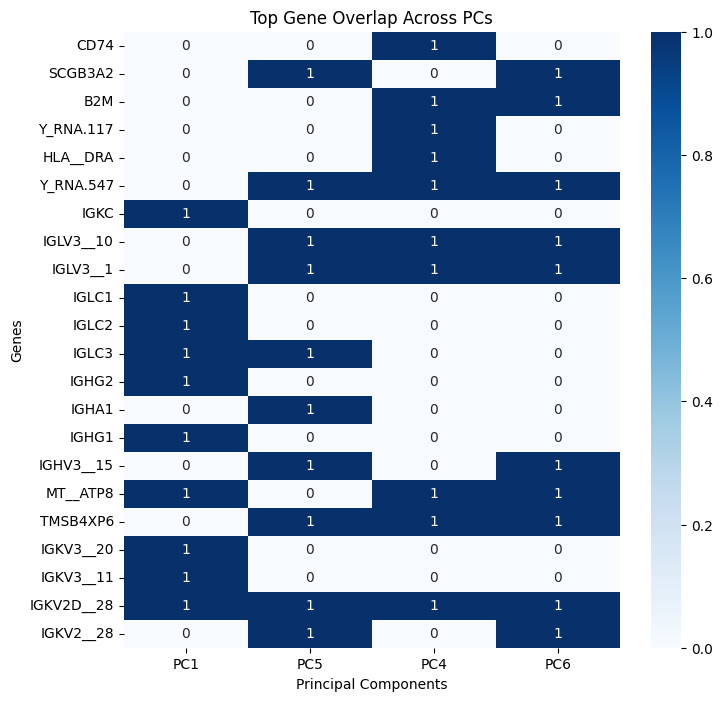 Top Gene Overlap Across PCs
CD74 0 0 1 0
SCGB3A2 0 1 0 1
B2M 0 0 1 1
Y_RNA.117 0 0 1 0
HLA__DRA 0 0 1 0
Y_RNA.547 0 1 1 1
IGKC 1 0 0 0
IGLV3__10 0 1 1 1
IGLV3__1 0 1 1 1
IGLC1 1 0 0 0
IGLC2 1 0 0 0
IGLC3 1 1 0 0
IGHG2 1 0 0 0
IGHA1 0 1 0 0
IGHG1 1 0 0 0
IGHV3__15 0 1 0 1
MT__ATP8 1 0 1 1
TMSB4XP6 0 1 1 1
IGKV3__20 1 0 0 0
IGKV3__11 1 0 0 0
IGKV2D__28 1 1 1 1
IGKV2__28 0 1 0 1
PC1 PC5 PC4 PC6
Principal Components
Genes
1.0
0.8
0.6
0.4
0.2
0.0